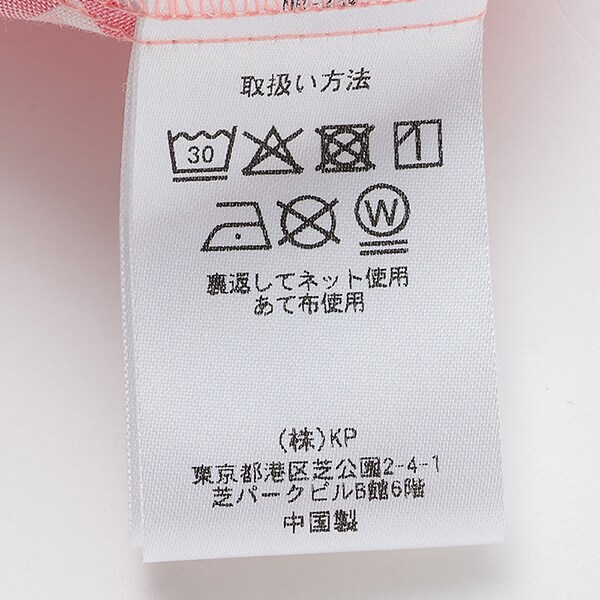 取扱い方法
30
W
裏返してネット使用
あて布使用
(株)KP
東京都港区芝公園2-4-1
芝パークビルB館6階
中国製